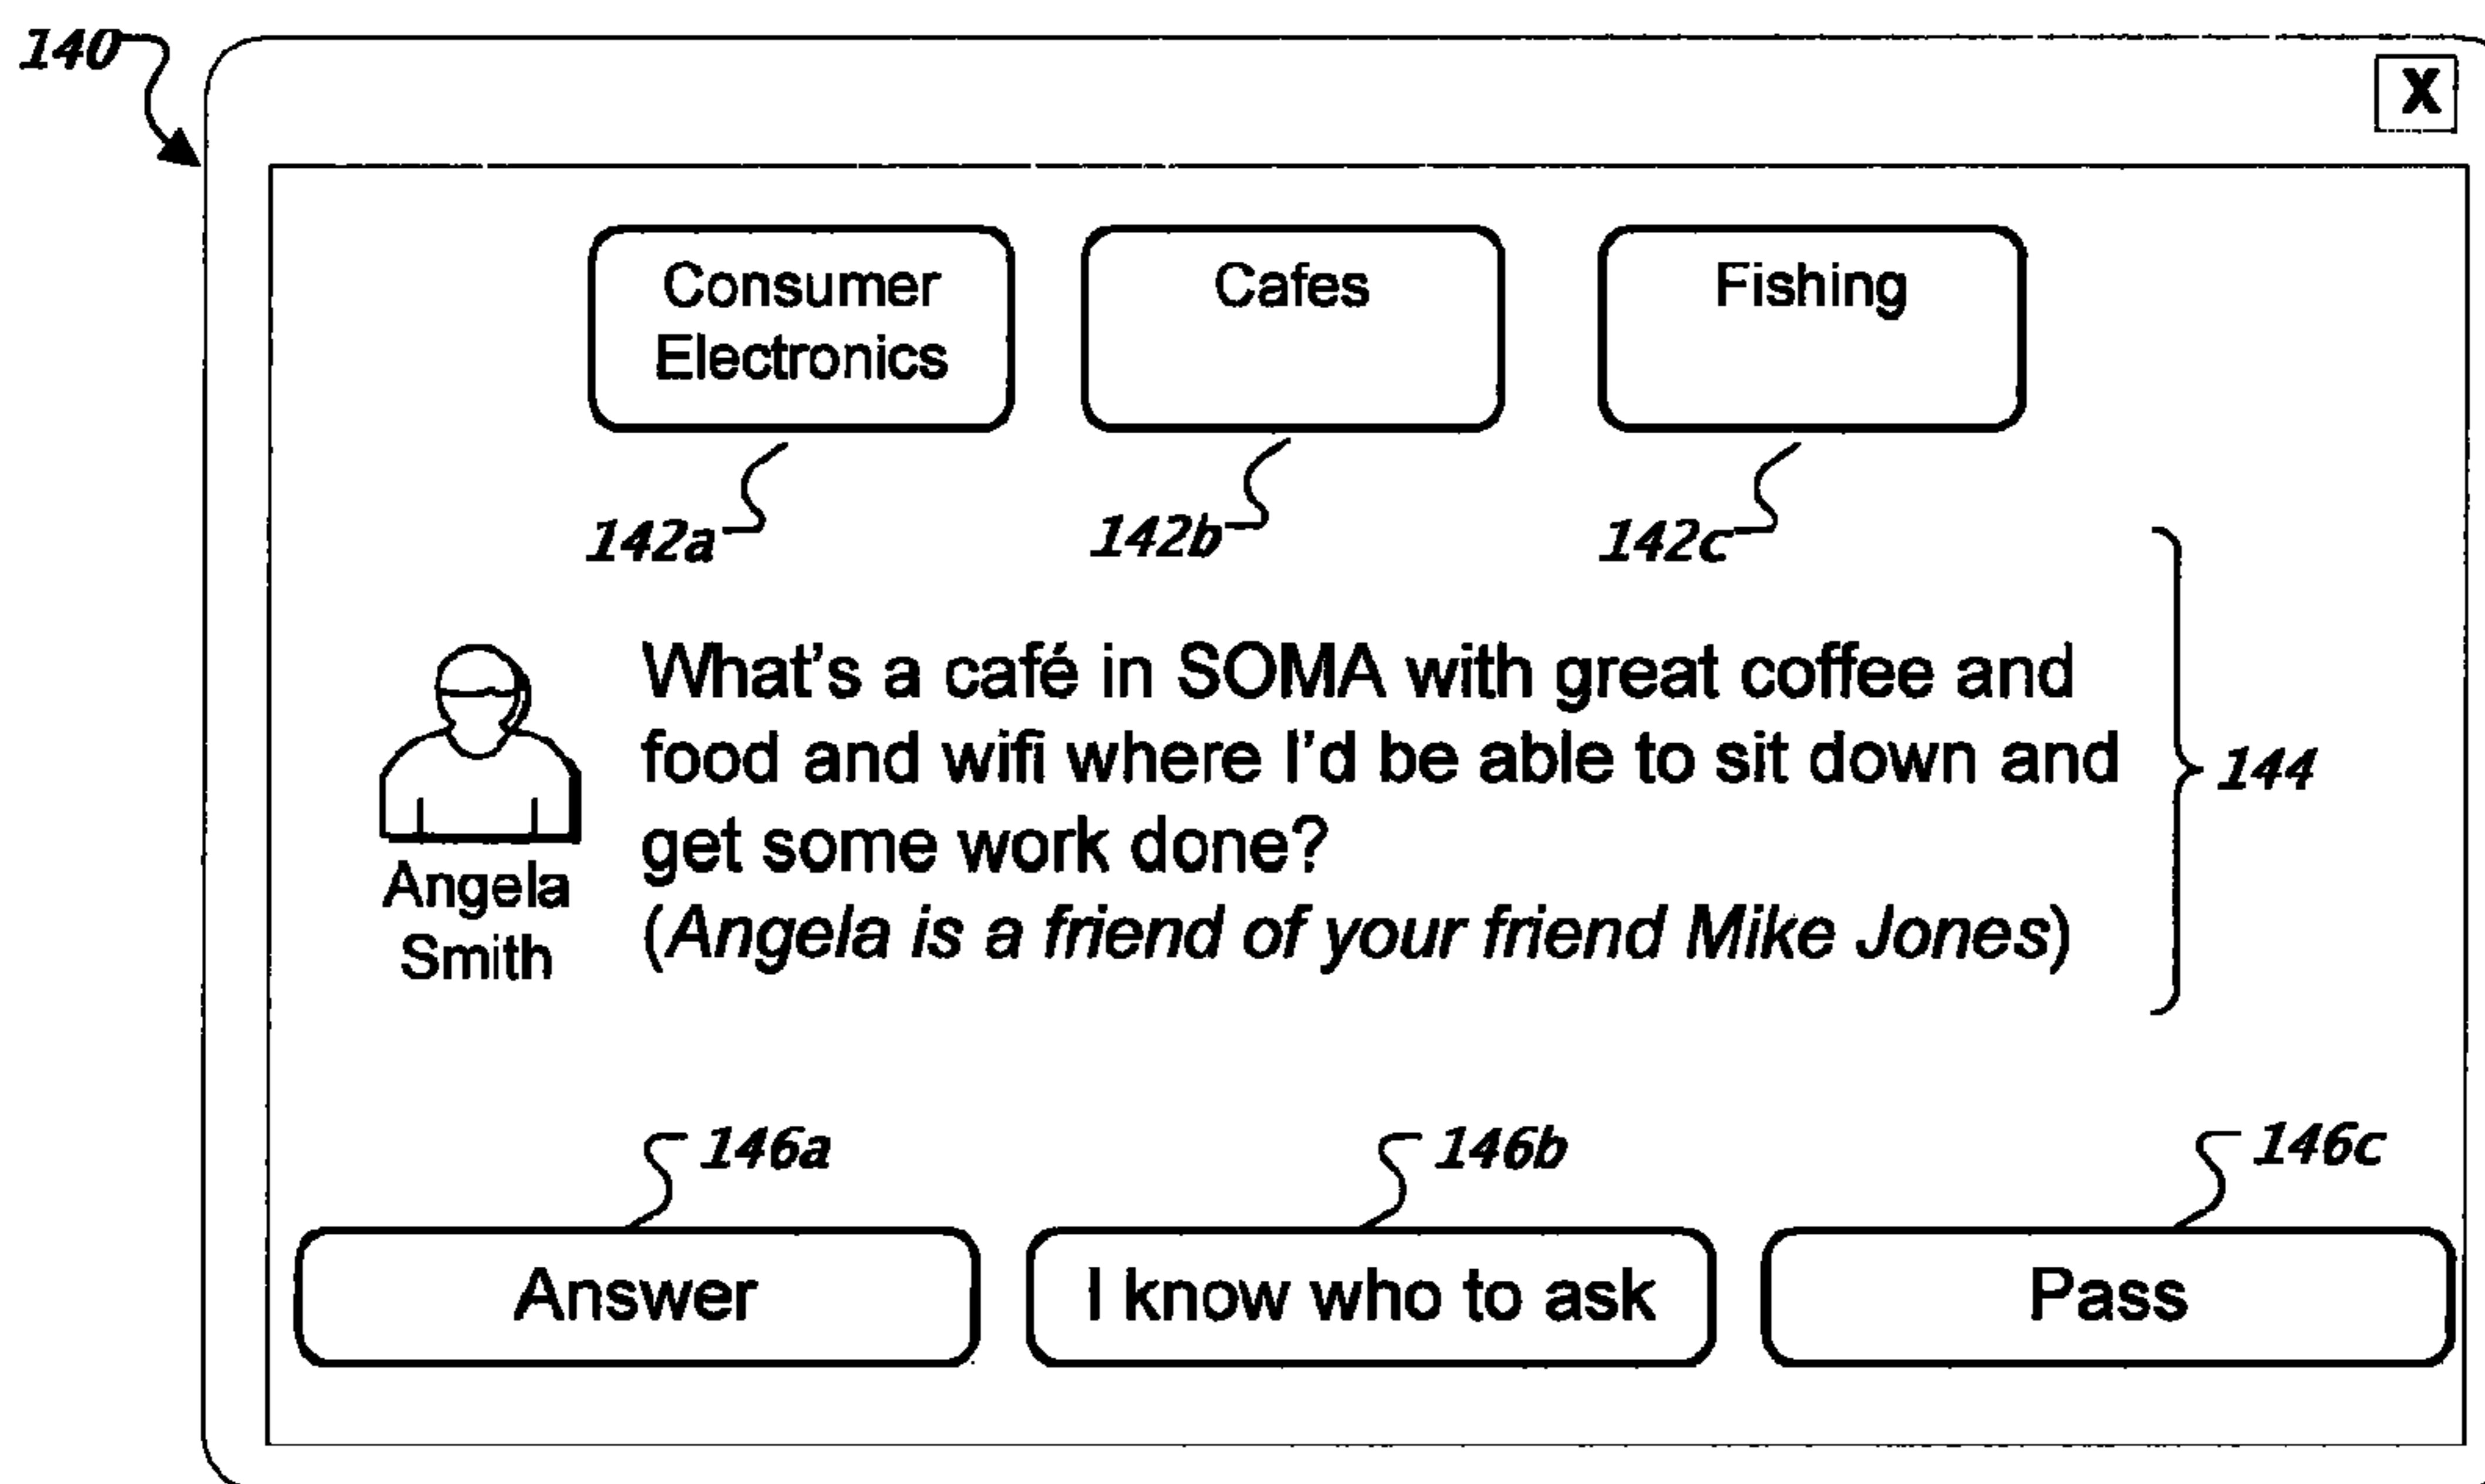 140
X
Consumer
Electronics
Cafes
Fishing
142a
142b
142c
What's a café in SOMA with great coffee and
food and wifi where I'd be able to sit down and
get some work done?
(Angela is a friend of your friend Mike Jones)
Angela
Smith
144
146a
146b
146c
Answer
I know who to ask
Pass